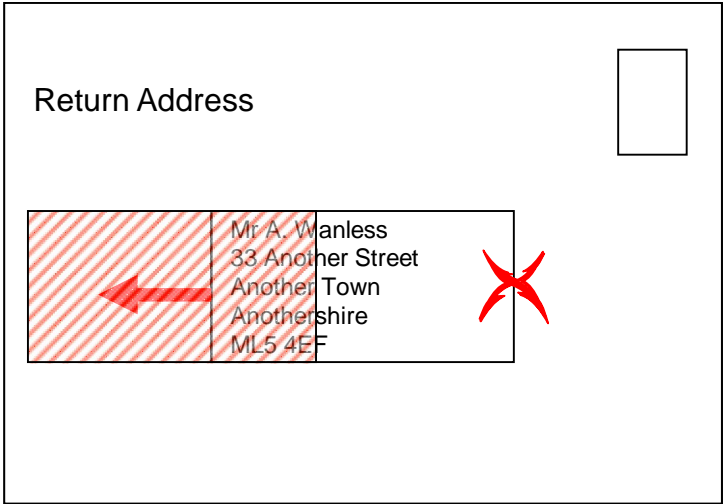 Return Address
Mr A. Wanless
33 Another Street
Another Town
Anothershire
ML5 4EF